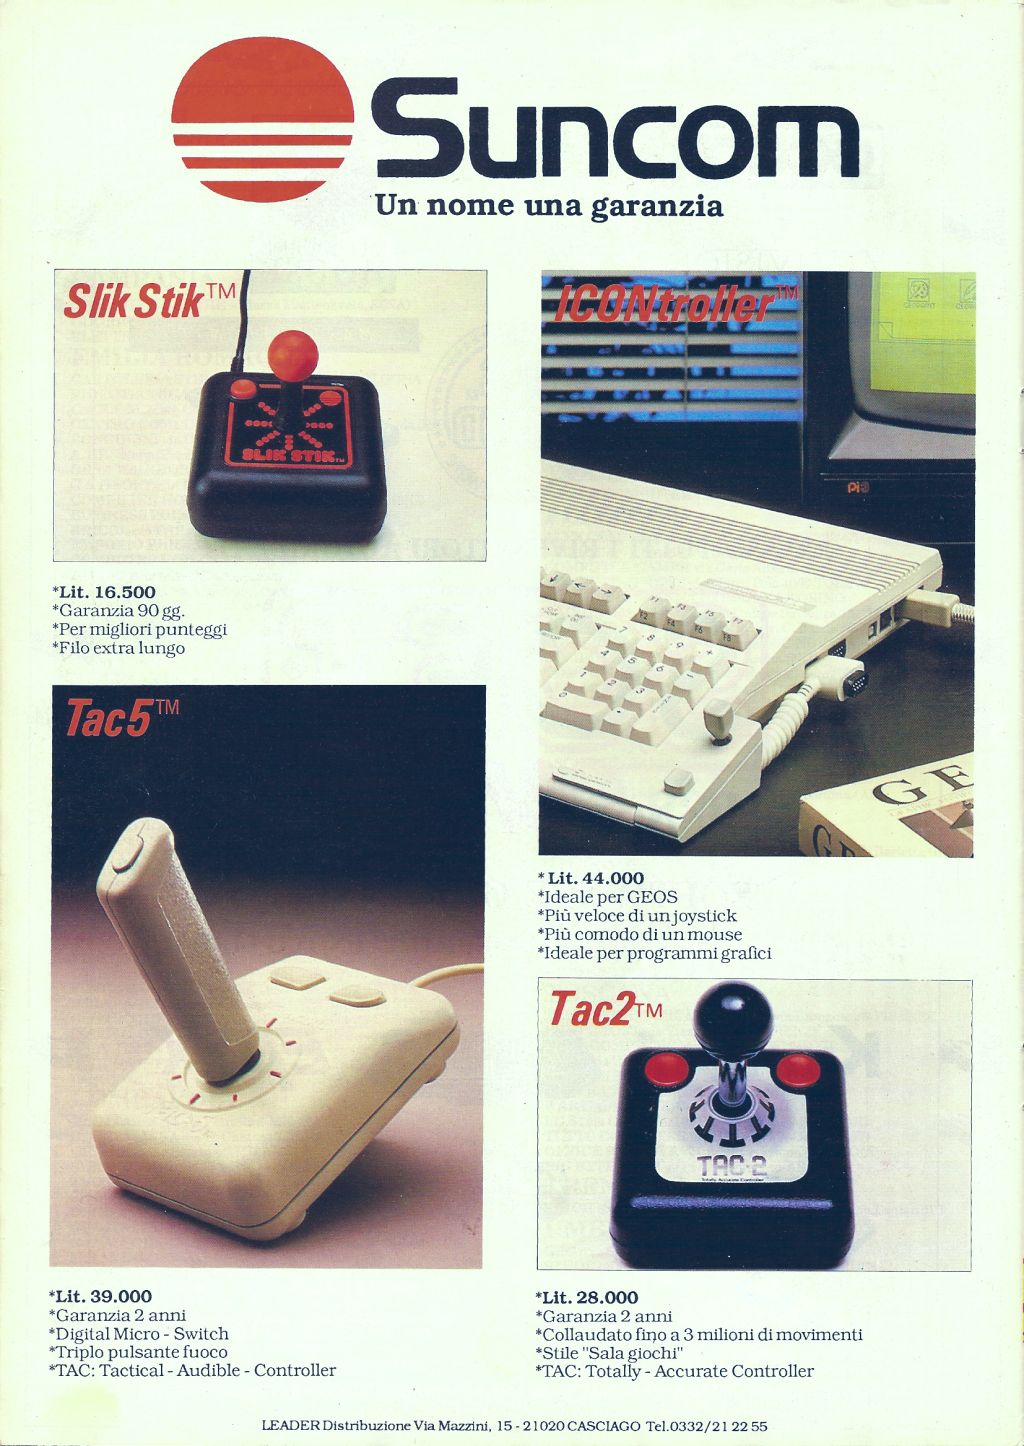 Suncom
Un nome una garanzia
Slik Stik™
SLIK STIK™
*Lit. 16.500
*Garanzia 90 gg.
*Per migliori punteggi
*Filo extra lungo
ICONtroller™
*Lit. 44.000
*Ideale per GEOS
*Più veloce di un joystick
*Più comodo di un mouse
*Ideale per programmi grafici
Tac5™
*Lit. 39.000
*Garanzia 2 anni
*Digital Micro - Switch
*Triplo pulsante fuoco
*TAC: Tactical - Audible - Controller
Tac2™
TAC-2
Totally Accurate Controller
*Lit. 28.000
*Garanzia 2 anni
*Collaudato fino a 3 milioni di movimenti
*Stile "Sala giochi"
*TAC: Totally - Accurate Controller
LEADER Distribuzione Via Mazzini, 15 - 21020 CASCIAGO Tel.0332/21 22 55